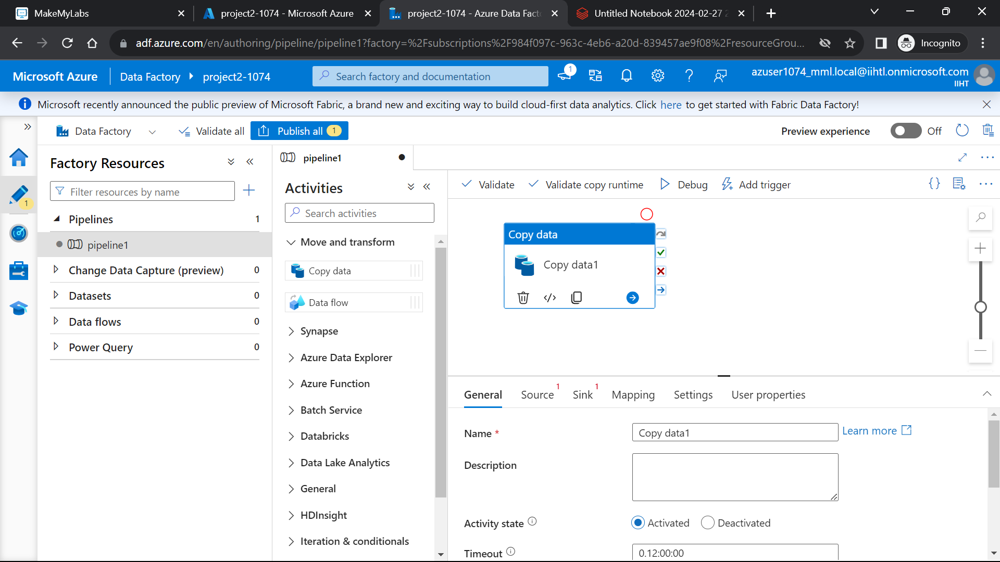 MakeMyLabs
project2-1074 - Microsoft Azure
project2-1074 - Azure Data Facto
Untitled Notebook 2024-02-27 2
adf.azure.com/en/authoring/pipeline/pipeline1?factory=%2Fsubscriptions%2F984f097c-963c-4eb6-a20d-839457ae9f08%2FresourceGrou...
Incognito
Microsoft Azure
Data Factory
project2-1074
Search factory and documentation
1
azuser1074_mml.local@iihtl.onmicrosoft.com
IIHT
Microsoft recently announced the public preview of Microsoft Fabric, a brand new and exciting way to build cloud-first data analytics. Click here to get started with Fabric Data Factory!
Data Factory
Validate all
Publish all 1
Preview experience
Off
Factory Resources
Filter resources by name
1
Pipelines 1
pipeline1
Change Data Capture (preview) 0
Datasets 0
Data flows 0
Power Query 0
pipeline1
Activities
Search activities
Move and transform
Copy data
Data flow
Synapse
Azure Data Explorer
Azure Function
Batch Service
Databricks
Data Lake Analytics
General
HDInsight
Iteration & conditionals
Validate
Validate copy runtime
Debug
Add trigger
Copy data
Copy data1
General
Source 1
Sink 1
Mapping
Settings
User properties
Name *
Copy data1
Learn more
Description
Activity state
Activated
Deactivated
Timeout
0.12:00:00